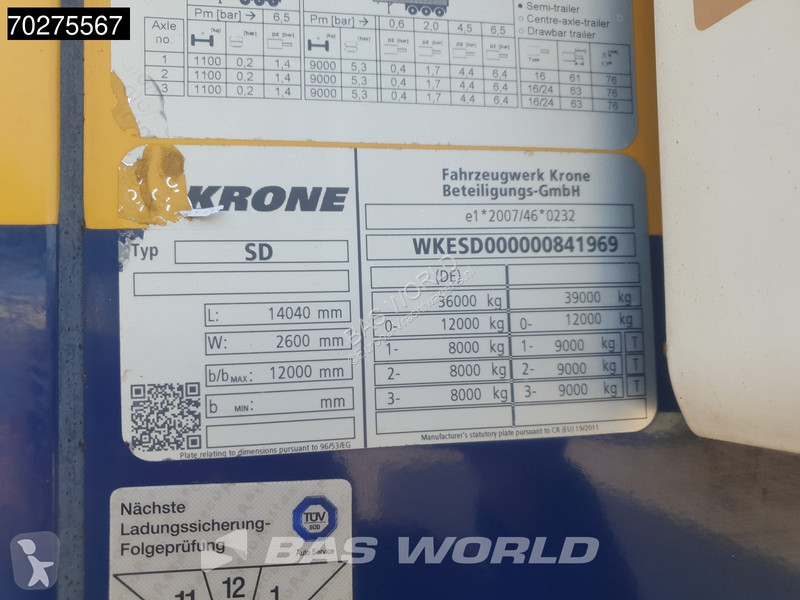 70275567
Pm [bar] → 6,5
Pm [bar] → 0,6 2,0 4,5 6,5
• Semi-trailer
○ Centre-axle-trailer
○ Drawbar trailer
Axle
no.
1 1100 0,2 1,4 9000 5,3 0,4 1,7 4,4 6,4 16 61 76
2 1100 0,2 1,4 9000 5,3 0,4 1,7 4,4 6,4 16/24 63 76
3 1100 0,2 1,4 9000 5,3 0,4 1,7 4,4 6,4 16/24 63 76
KRONE
Fahrzeugwerk Krone
Beteiligungs-GmbH
e1*2007/46*0232
Typ SD
WKESD000000841969
(DE)
36000 kg 39000 kg
L: 14040 mm
0- 12000 kg 0- 12000 kg
W: 2600 mm
1- 8000 kg 1- 9000 kg T
b/b MAX: 12000 mm
2- 8000 kg 2- 9000 kg T
b MIN: mm
3- 8000 kg 3- 9000 kg T
Plate relating to dimensions pursuant to 96/53/EG
Manufacturer's statutory plate pursuant to CR (EU) 19/2011
BAS WORLD
Nächste
Ladungssicherung-
Folgeprüfung
TÜV
SÜD
Auto Service
11 12 1
BAS WORLD